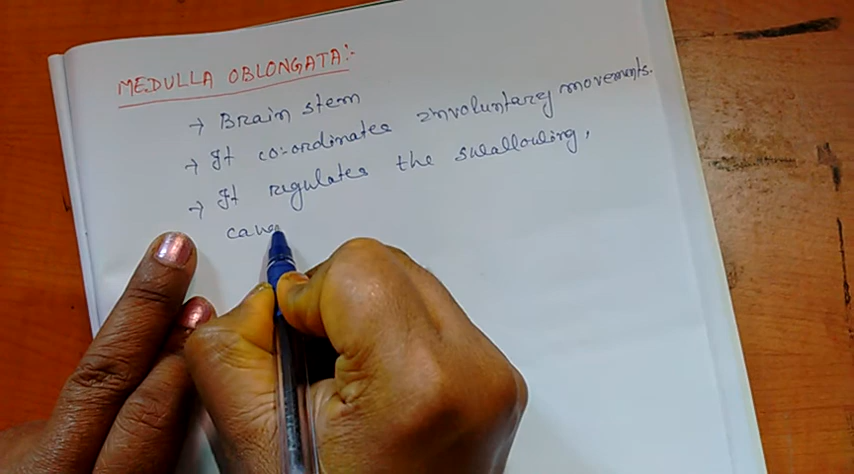 MEDULLA OBLONGATA:-
→ Brain stem
→ It co-ordinates involuntary movements.
→ It regulates the swallowing,